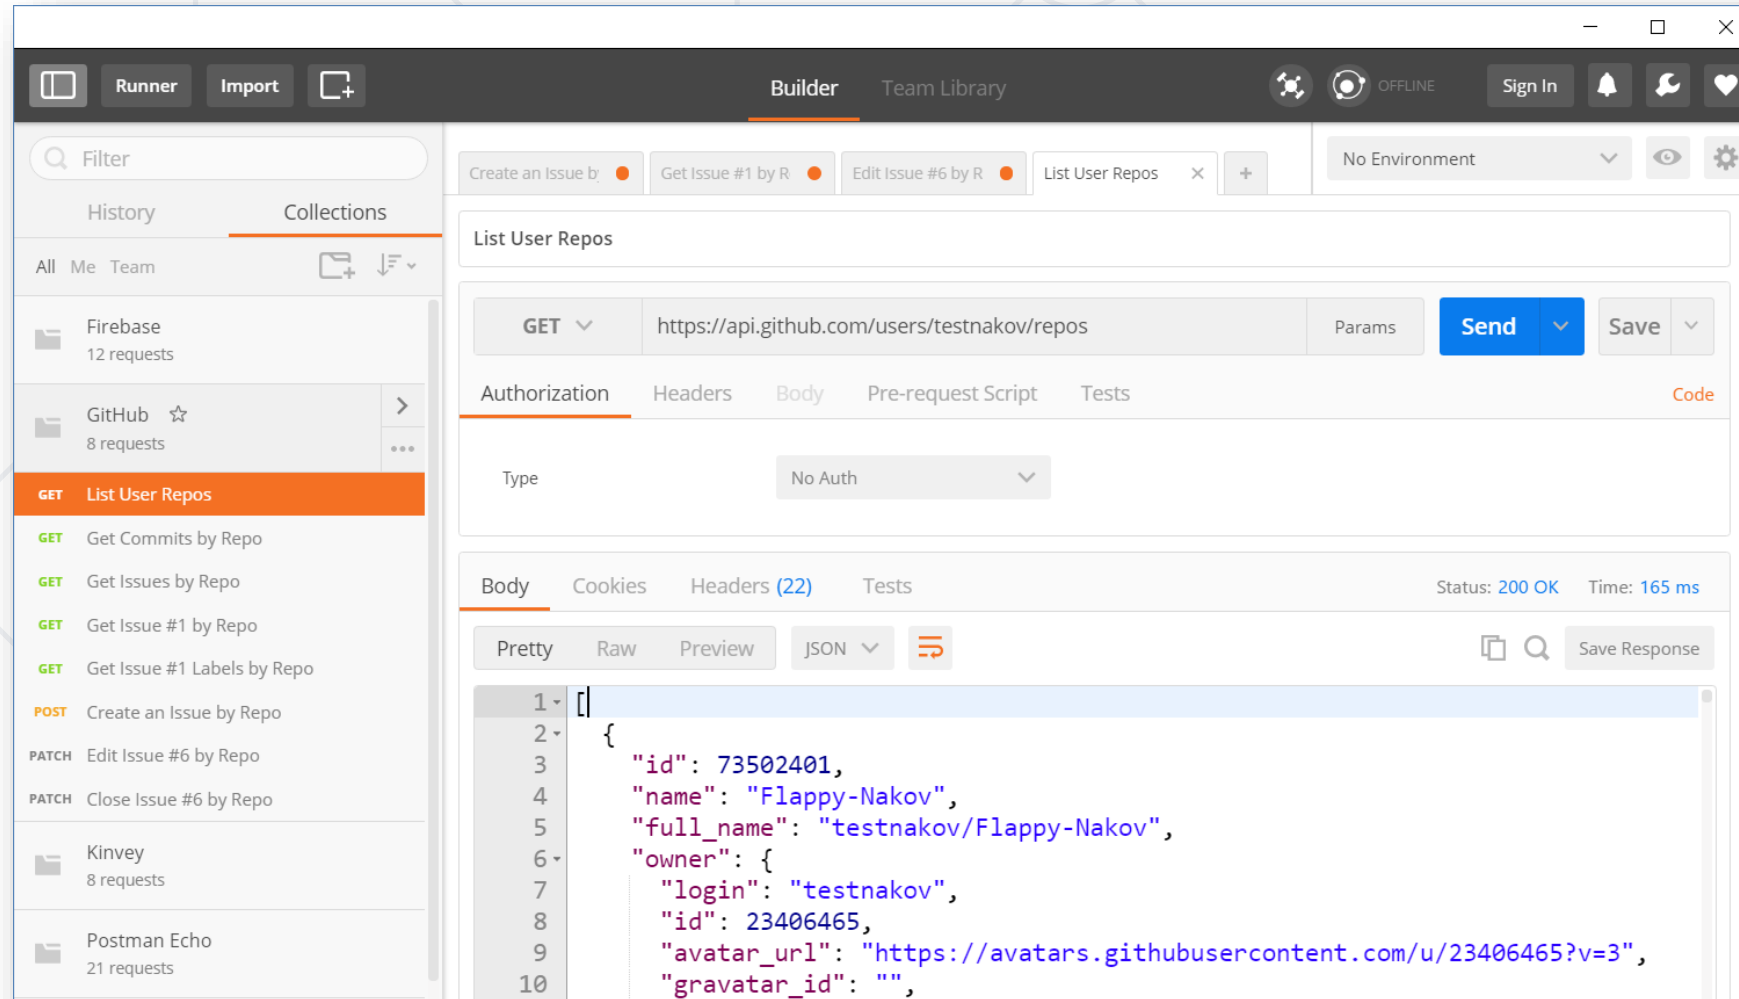 Runner Import Builder Team Library OFFLINE Sign In
Filter
History Collections
All Me Team
Firebase
12 requests
GitHub
8 requests
GET List User Repos
GET Get Commits by Repo
GET Get Issues by Repo
GET Get Issue #1 by Repo
GET Get Issue #1 Labels by Repo
POST Create an Issue by Repo
PATCH Edit Issue #6 by Repo
PATCH Close Issue #6 by Repo
Kinvey
8 requests
Postman Echo
21 requests
Create an Issue by Get Issue #1 by R Edit Issue #6 by R List User Repos × + No Environment
List User Repos
GET https://api.github.com/users/testnakov/repos Params Send Save
Authorization Headers Body Pre-request Script Tests Code
Type No Auth
Body Cookies Headers (22) Tests Status: 200 OK Time: 165 ms
Pretty Raw Preview JSON Save Response
1 [
2 {
3 "id": 73502401,
4 "name": "Flappy-Nakov",
5 "full_name": "testnakov/Flappy-Nakov",
6 "owner": {
7 "login": "testnakov",
8 "id": 23406465,
9 "avatar_url": "https://avatars.githubusercontent.com/u/23406465?v=3",
10 "gravatar_id": "",